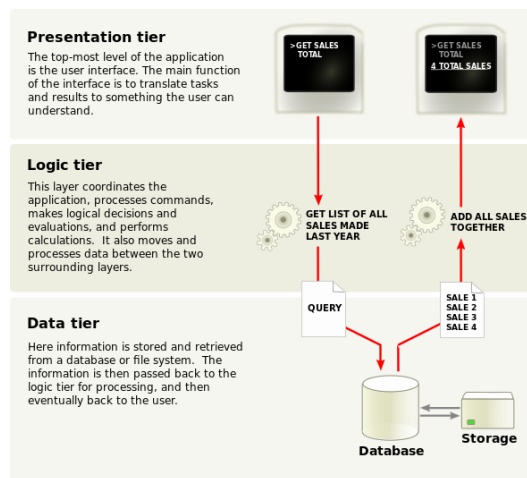 Presentation tier
The top-most level of the application
is the user interface. The main function
of the interface is to translate tasks
and results to something the user can
understand.
>GET SALES
TOTAL
>GET SALES
TOTAL
4 TOTAL SALES
Logic tier
This layer coordinates the
application, processes commands,
makes logical decisions and
evaluations, and performs
calculations. It also moves and
processes data between the two
surrounding layers.
GET LIST OF ALL
SALES MADE
LAST YEAR
ADD ALL SALES
TOGETHER
QUERY
SALE 1
SALE 2
SALE 3
SALE 4
Data tier
Here information is stored and retrieved
from a database or file system. The
information is then passed back to the
logic tier for processing, and then
eventually back to the user.
Database
Storage